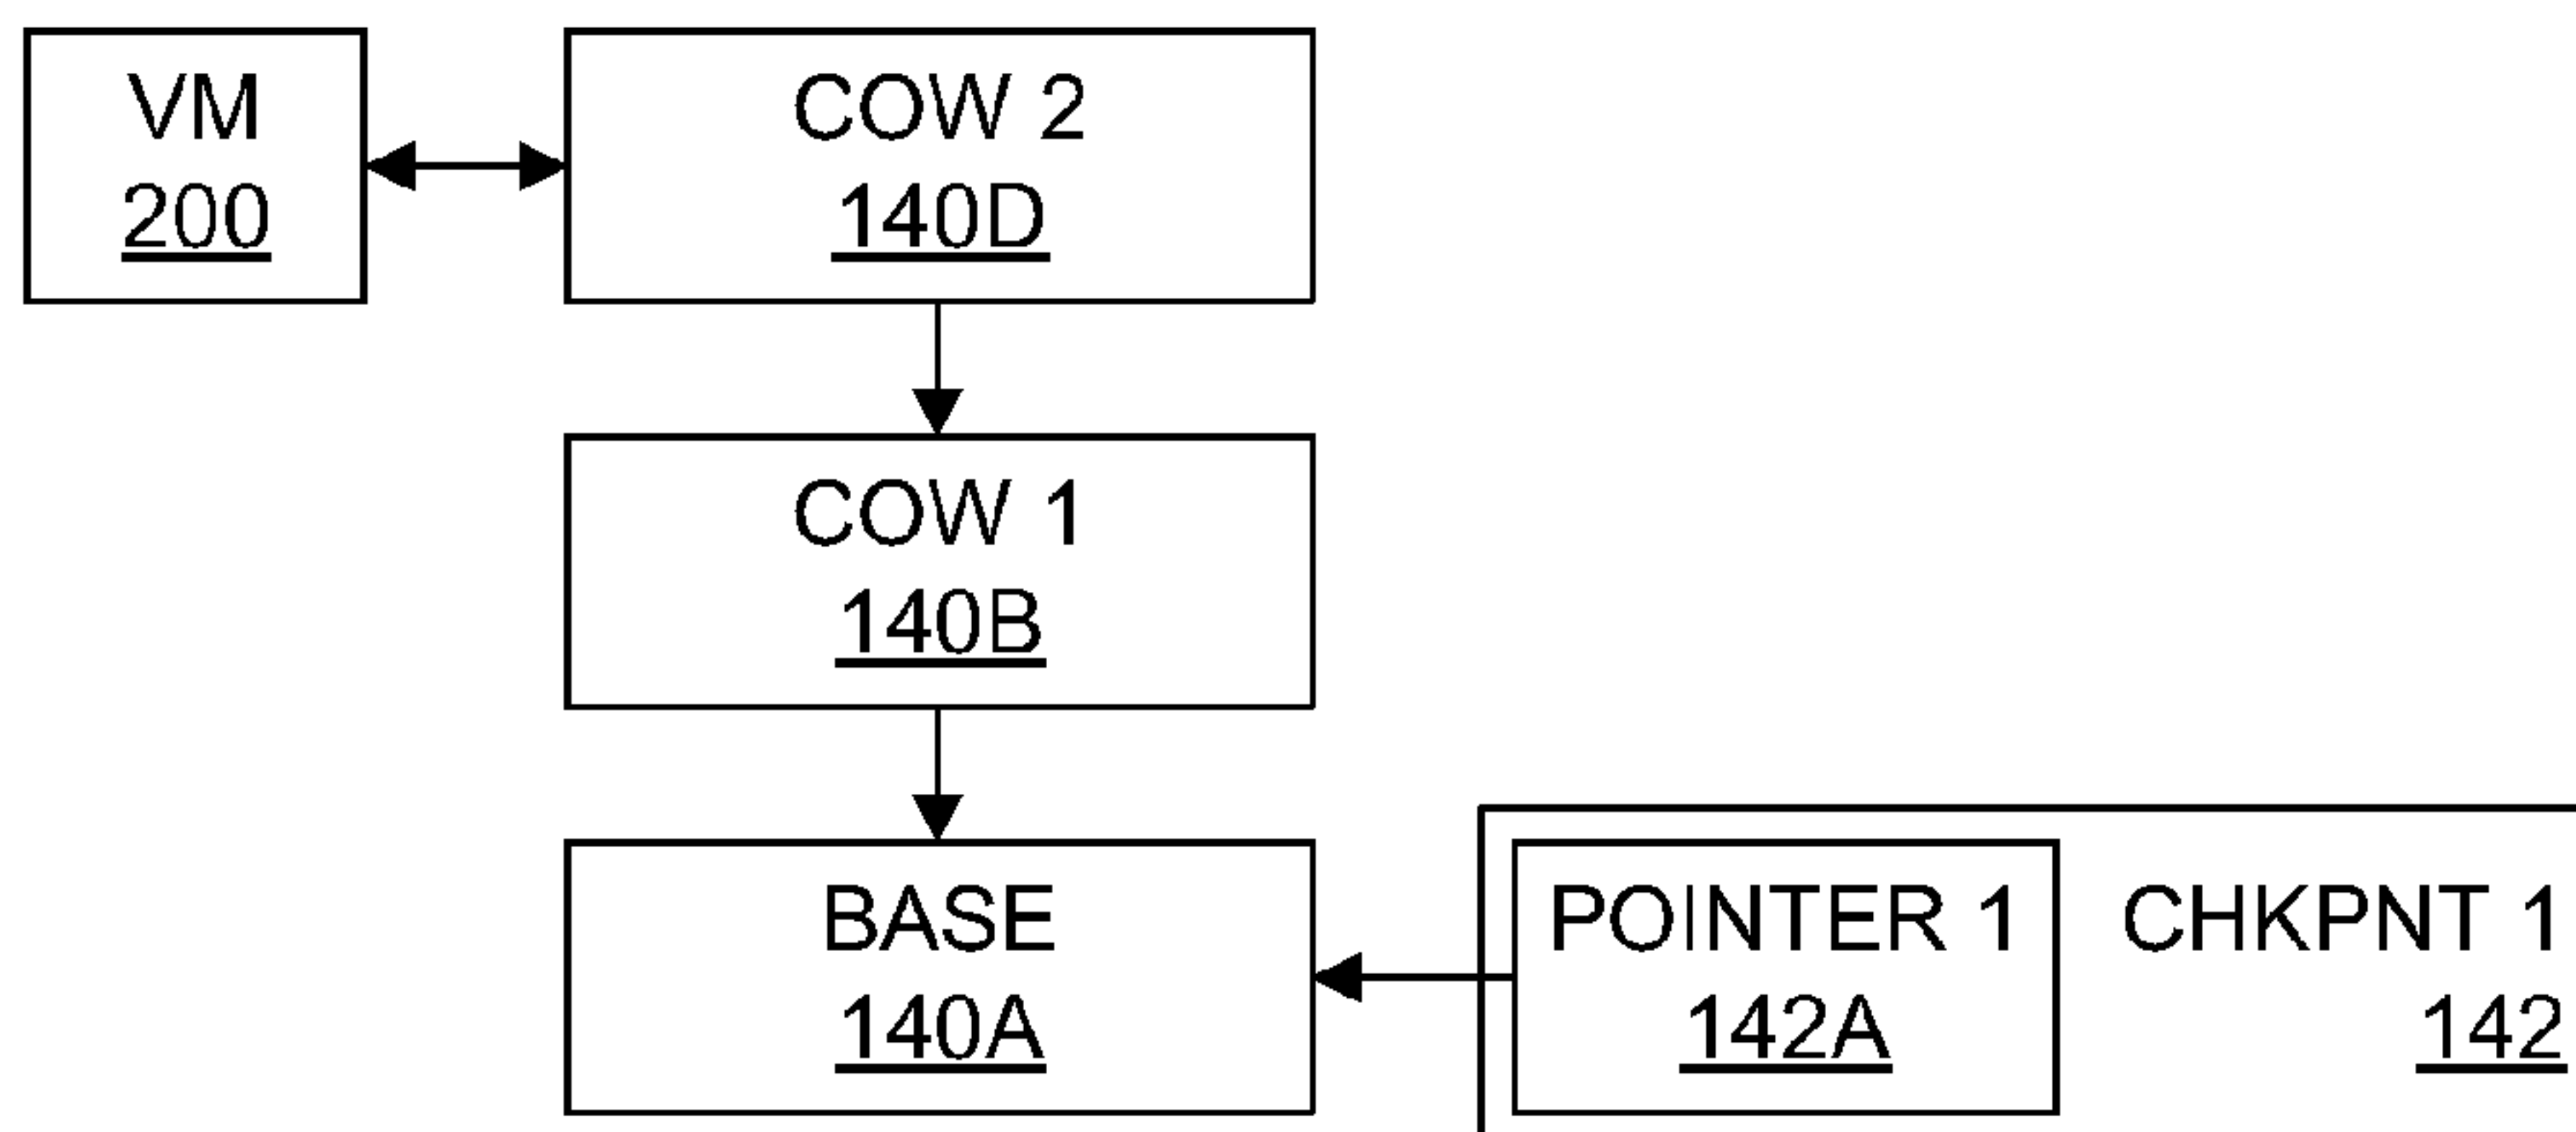 VM
200
COW 2
140D
COW 1
140B
BASE
140A
POINTER 1
142A
CHKPNT 1
142